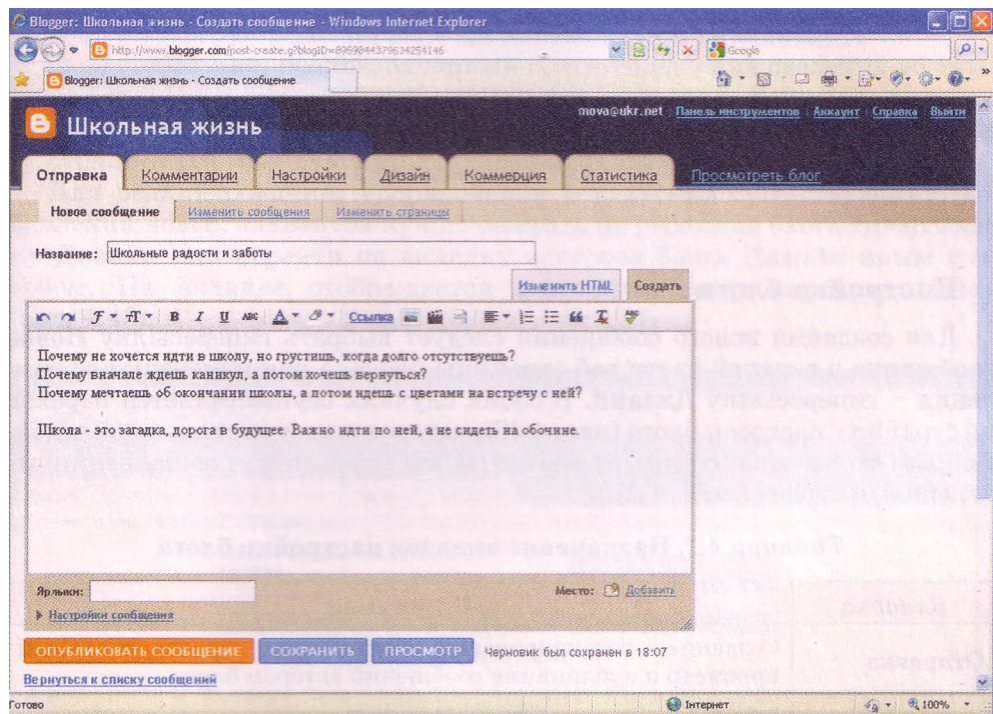 Blogger: Школьная жизнь - Создать сообщение - Windows Internet Explorer
http://www.blogger.com/post-create.g?blogID=8959844379634254146
Google
Blogger: Школьная жизнь - Создать сообщение
mova@ukr.net Панель инструментов Аккаунт Справка Выйти
Школьная жизнь
Отправка Комментарии Настройки Дизайн Коммерция Статистика Просмотреть блог
Новое сообщение Изменить сообщения Изменить страницы
Название: Школьные радости и заботы
Изменить HTML Создать
Ссылка
Почему не хочется идти в школу, но грустишь, когда долго отсутствуешь?
Почему вначале ждешь каникул, а потом хочешь вернуться?
Почему мечтаешь об окончании школы, а потом идешь с цветами на встречу с ней?
Школа - это загадка, дорога в будущее. Важно идти по ней, а не сидеть на обочине.
Ярлыки:
Место: Добавить
Настройки сообщения
ОПУБЛИКОВАТЬ СООБЩЕНИЕ СОХРАНИТЬ ПРОСМОТР Черновик был сохранен в 18:07
Вернуться к списку сообщений
Готово Інтернет 100%